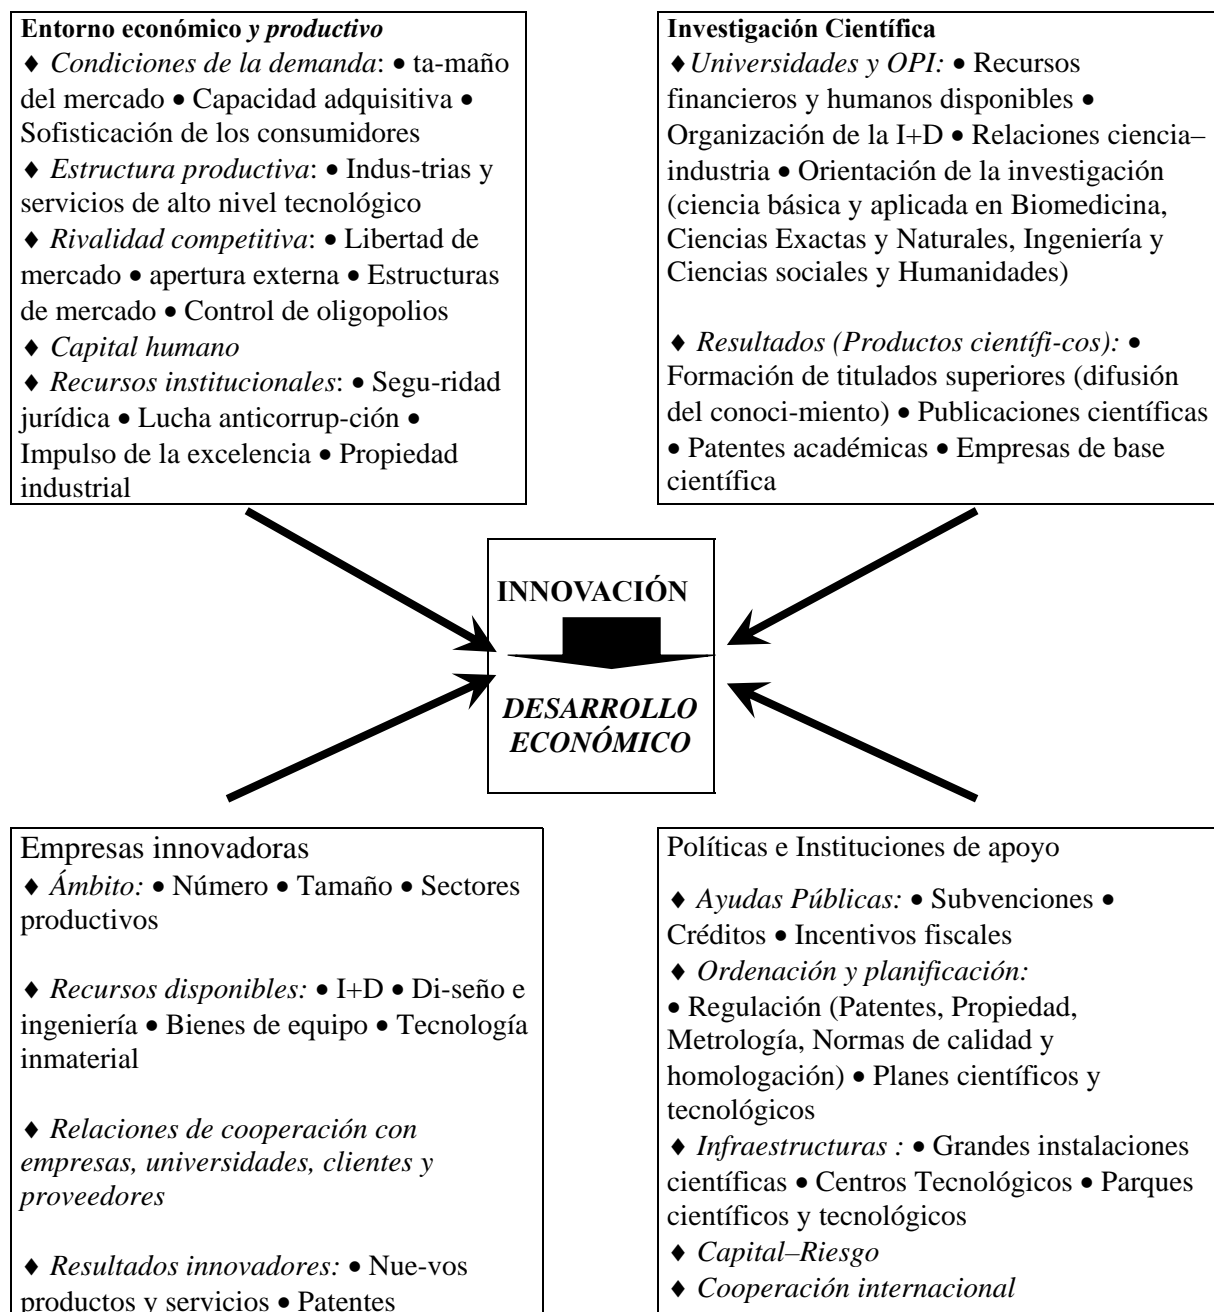 Entorno económico y productivo
♦ Condiciones de la demanda: • ta-maño
del mercado • Capacidad adquisitiva •
Sofisticación de los consumidores
♦ Estructura productiva: • Indus-trias y
servicios de alto nivel tecnológico
♦ Rivalidad competitiva: • Libertad de
mercado • apertura externa • Estructuras
de mercado • Control de oligopolios
♦ Capital humano
♦ Recursos institucionales: • Segu-ridad
jurídica • Lucha anticorrup-ción •
Impulso de la excelencia • Propiedad
industrial
Investigación Científica
♦Universidades y OPI: • Recursos
financieros y humanos disponibles •
Organización de la I+D • Relaciones ciencia–
industria • Orientación de la investigación
(ciencia básica y aplicada en Biomedicina,
Ciencias Exactas y Naturales, Ingeniería y
Ciencias sociales y Humanidades)
♦ Resultados (Productos científi-cos): •
Formación de titulados superiores (difusión
del conoci-miento) • Publicaciones científicas
• Patentes académicas • Empresas de base
científica
INNOVACIÓN
DESARROLLO
ECONÓMICO
Empresas innovadoras
♦ Ámbito: • Número • Tamaño • Sectores
productivos
♦ Recursos disponibles: • I+D • Di-seño e
ingeniería • Bienes de equipo • Tecnología
inmaterial
♦ Relaciones de cooperación con
empresas, universidades, clientes y
proveedores
♦ Resultados innovadores: • Nue-vos
productos y servicios • Patentes
Políticas e Instituciones de apoyo
♦ Ayudas Públicas: • Subvenciones •
Créditos • Incentivos fiscales
♦ Ordenación y planificación:
• Regulación (Patentes, Propiedad,
Metrología, Normas de calidad y
homologación) • Planes científicos y
tecnológicos
♦ Infraestructuras : • Grandes instalaciones
científicas • Centros Tecnológicos • Parques
científicos y tecnológicos
♦ Capital–Riesgo
♦ Cooperación internacional